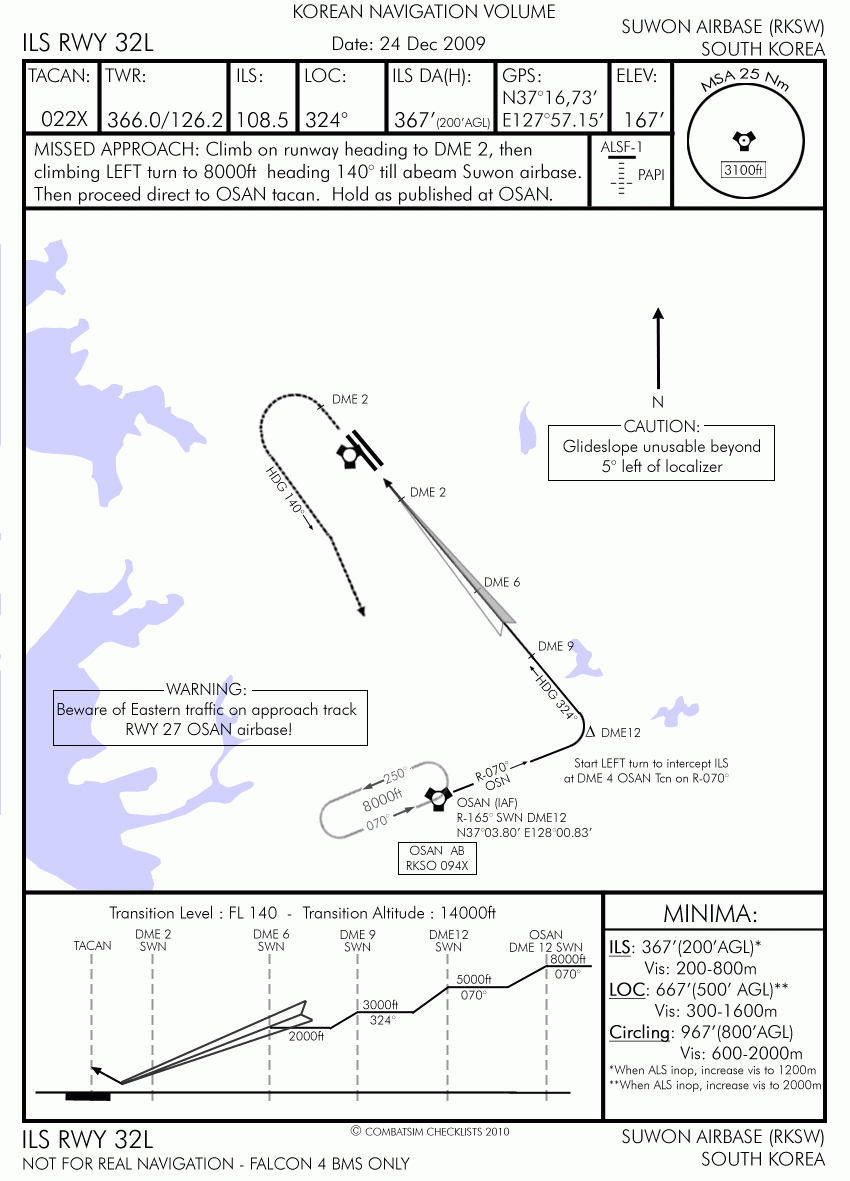 KOREAN NAVIGATION VOLUME
ILS RWY 32L
Date: 24 Dec 2009
SUWON AIRBASE (RKSW)
SOUTH KOREA
TACAN:
022X
TWR:
366.0/126.2
ILS:
108.5
LOC:
324°
ILS DA(H):
367'(200'AGL)
GPS:
N37°16,73'
E127°57.15'
ELEV:
167'
MSA 25 Nm
3100ft
MISSED APPROACH: Climb on runway heading to DME 2, then
climbing LEFT turn to 8000ft heading 140° till abeam Suwon airbase.
Then proceed direct to OSAN tacan. Hold as published at OSAN.
ALSF-1
PAPI
N
CAUTION:
Glideslope unusable beyond
5° left of localizer
DME 2
HDG 140°
DME 2
DME 6
DME 9
HDG 324°
DME12
Start LEFT turn to intercept ILS
at DME 4 OSAN Tcn on R-070°
WARNING:
Beware of Eastern traffic on approach track
RWY 27 OSAN airbase!
250°
8000ft
070°
R-070°
OSN
OSAN (IAF)
R-165° SWN DME12
N37°03.80' E128°00.83'
OSAN AB
RKSO 094X
Transition Level : FL 140 - Transition Altitude : 14000ft
TACAN
DME 2
SWN
DME 6
SWN
DME 9
SWN
DME12
SWN
OSAN
DME 12 SWN
8000ft
070°
5000ft
070°
3000ft
324°
2000ft
MINIMA:
ILS: 367'(200'AGL)*
Vis: 200-800m
LOC: 667'(500' AGL)**
Vis: 300-1600m
Circling: 967'(800'AGL)
Vis: 600-2000m
*When ALS inop, increase vis to 1200m
**When ALS inop, increase vis to 2000m
ILS RWY 32L
NOT FOR REAL NAVIGATION - FALCON 4 BMS ONLY
© COMBATSIM CHECKLISTS 2010
SUWON AIRBASE (RKSW)
SOUTH KOREA